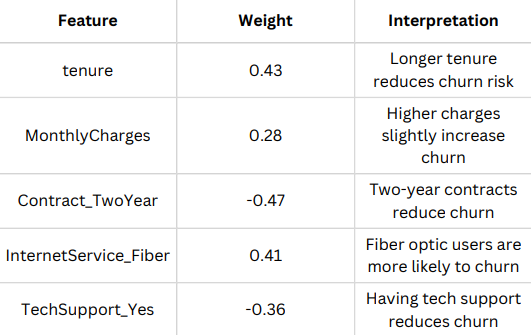 Feature Weight Interpretation
tenure 0.43 Longer tenure
reduces churn risk
MonthlyCharges 0.28 Higher charges
slightly increase
churn
Contract_TwoYear -0.47 Two-year contracts
reduce churn
InternetService_Fiber 0.41 Fiber optic users are
more likely to churn
TechSupport_Yes -0.36 Having tech support
reduces churn